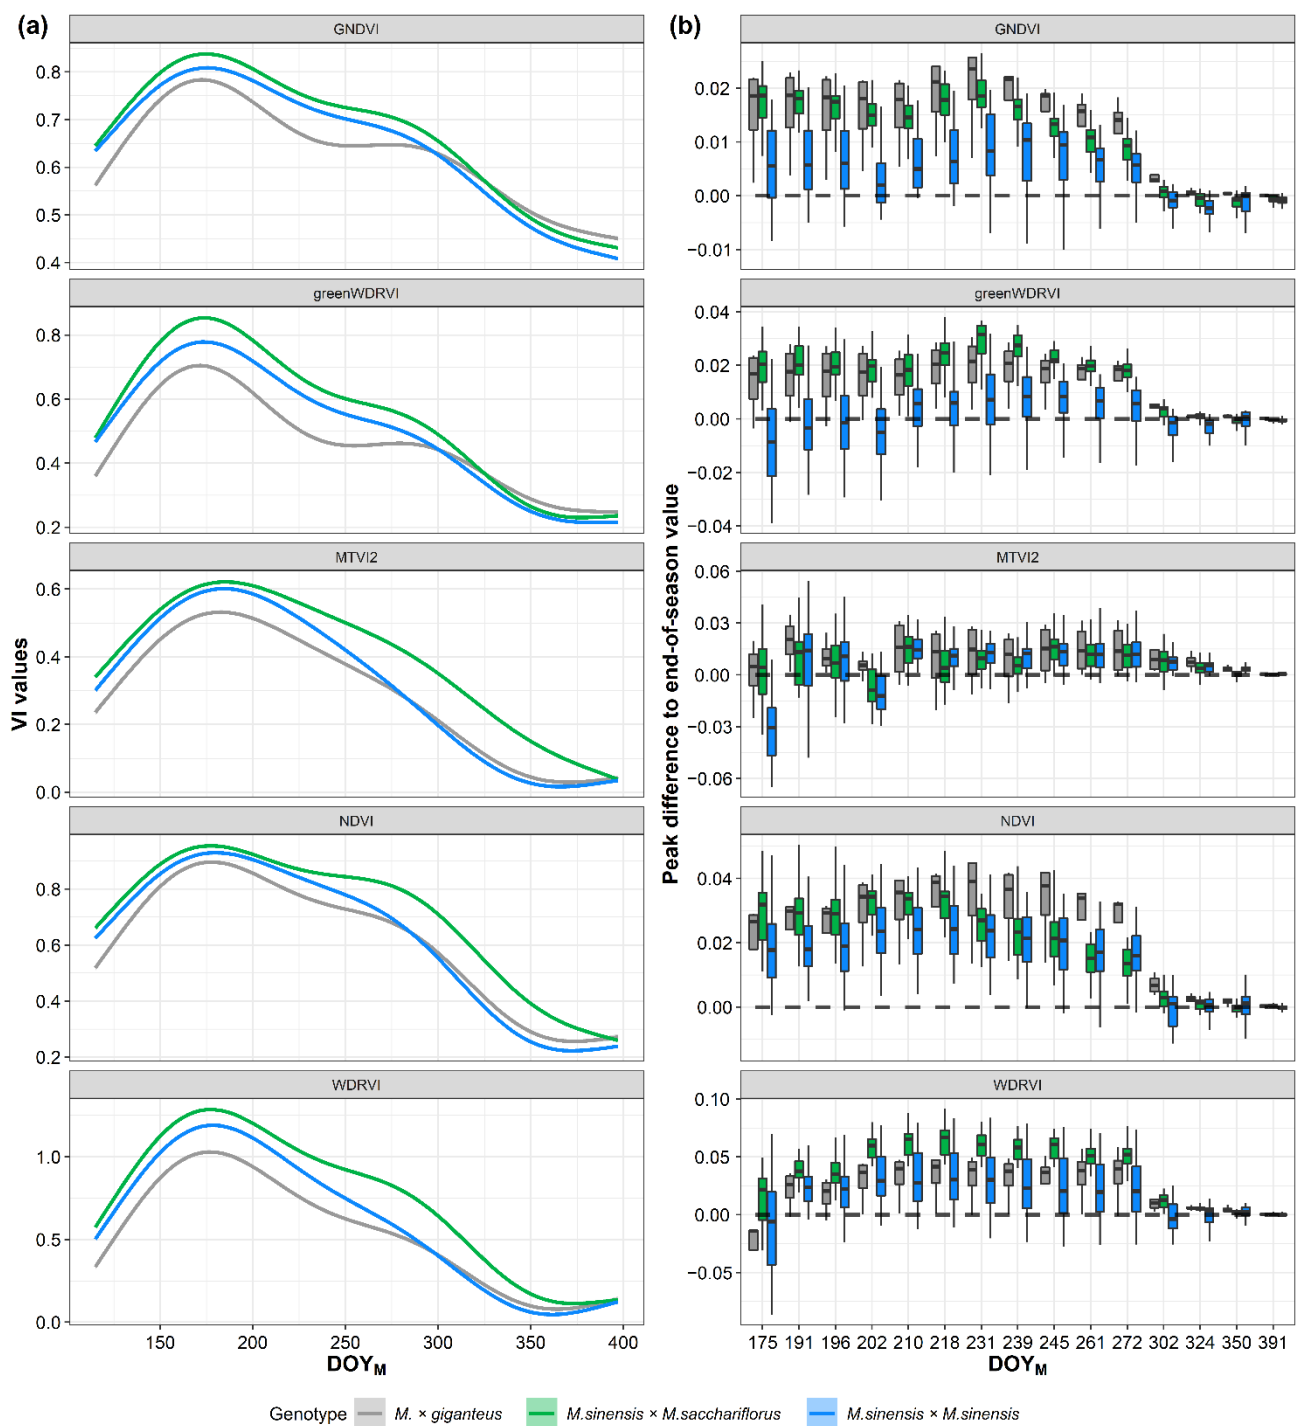 (a)
GNDVI
0.8
0.7
0.6
0.5
0.4
greenWDRVI
0.8
0.6
0.4
0.2
MTVI2
0.6
0.4
0.2
0.0
NDVI
0.8
0.6
0.4
0.2
WDRVI
1.0
0.5
0.0
150 200 250 300 350 400
DOYM
VI values
(b)
GNDVI
0.02
0.01
0.00
−0.01
greenWDRVI
0.04
0.02
0.00
−0.02
−0.04
MTVI2
0.06
0.03
0.00
−0.03
−0.06
NDVI
0.04
0.02
0.00
WDRVI
0.10
0.05
0.00
−0.05
175 191 196 202 210 218 231 239 245 261 272 302 324 350 391
DOYM
Peak difference to end-of-season value
Genotype M. × giganteus M.sinensis × M.sacchariflorus M.sinensis × M.sinensis